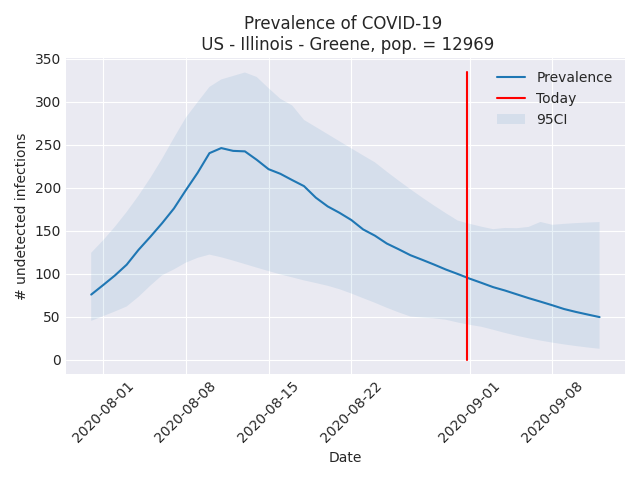 Prevalence of COVID-19
US - Illinois - Greene, pop. = 12969
350
300
250
200
150
100
50
0
# undetected infections
Prevalence
Today
95CI
2020-08-01
2020-08-08
2020-08-15
2020-08-22
2020-09-01
2020-09-08
Date